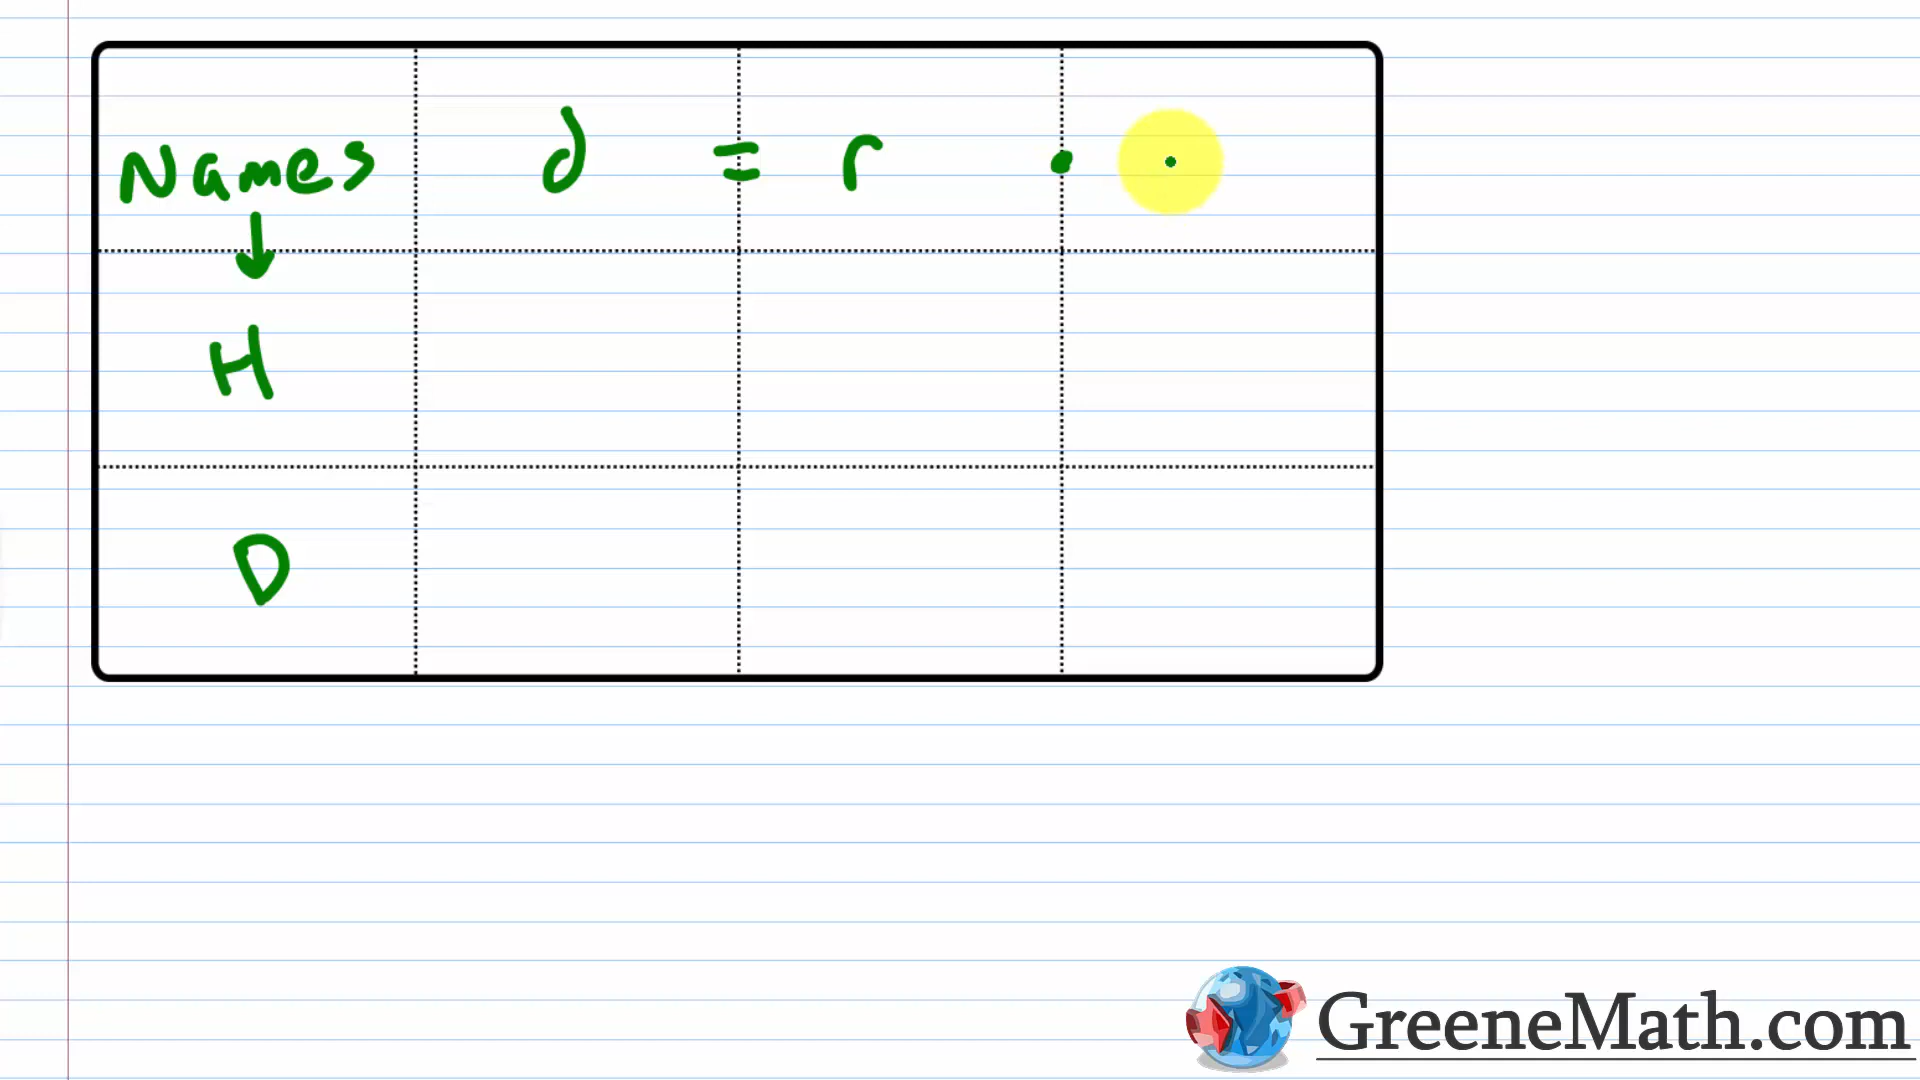 Names d = r •
↓
H
D
GreeneMath.com